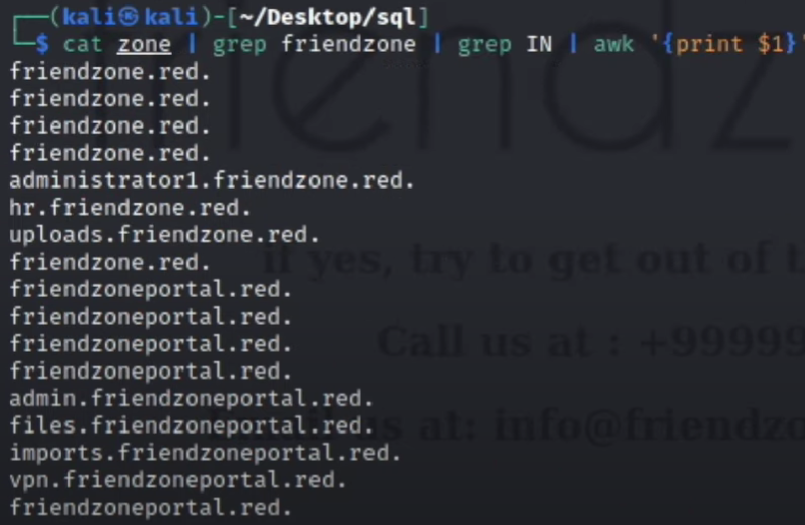 ┌──(kali㉿kali)-[~/Desktop/sql]
└─$ cat zone | grep friendzone | grep IN | awk '{print $1}'
friendzone.red.
friendzone.red.
friendzone.red.
friendzone.red.
administrator1.friendzone.red.
hr.friendzone.red.
uploads.friendzone.red.
friendzone.red.
if yes, try to get out of t
friendzoneportal.red.
friendzoneportal.red.
friendzoneportal.red.
Call us at : +99999
friendzoneportal.red.
admin.friendzoneportal.red.
files.friendzoneportal.red.
us at: info@friendzo
imports.friendzoneportal.red.
vpn.friendzoneportal.red.
friendzoneportal.red.